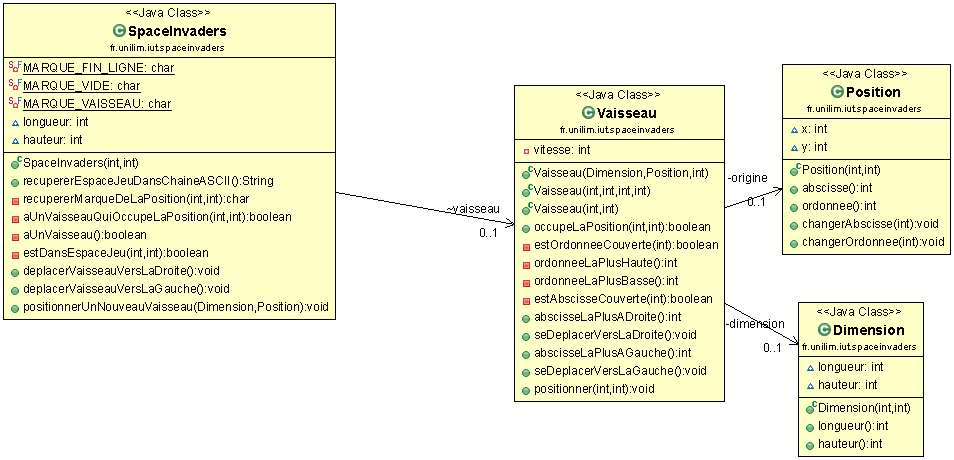 <<Java Class>>
SpaceInvaders
fr.unilim.iut.spaceinvaders
MARQUE_FIN_LIGNE: char
MARQUE_VIDE: char
MARQUE_VAISSEAU: char
longueur: int
hauteur: int
SpaceInvaders(int,int)
recupererEspaceJeuDansChaineASCII():String
recupererMarqueDeLaPosition(int,int):char
aUnVaisseauQuiOccupeLaPosition(int,int):boolean
aUnVaisseau():boolean
estDansEspaceJeu(int,int):boolean
deplacerVaisseauVersLaDroite():void
deplacerVaisseauVersLaGauche():void
positionnerUnNouveauVaisseau(Dimension,Position):void
~vaisseau
0..1
<<Java Class>>
Vaisseau
fr.unilim.iut.spaceinvaders
vitesse: int
Vaisseau(Dimension,Position,int)
Vaisseau(int,int,int,int)
Vaisseau(int,int)
occupeLaPosition(int,int):boolean
estOrdonneeCouverte(int):boolean
ordonneeLaPlusHaute():int
ordonneeLaPlusBasse():int
estAbscisseCouverte(int):boolean
abscisseLaPlusADroite():int
seDeplacerVersLaDroite():void
abscisseLaPlusAGauche():int
seDeplacerVersLaGauche():void
positionner(int,int):void
-origine
0..1
<<Java Class>>
Position
fr.unilim.iut.spaceinvaders
x: int
y: int
Position(int,int)
abscisse():int
ordonnee():int
changerAbscisse(int):void
changerOrdonnee(int):void
-dimension
0..1
<<Java Class>>
Dimension
fr.unilim.iut.spaceinvaders
longueur: int
hauteur: int
Dimension(int,int)
longueur():int
hauteur():int